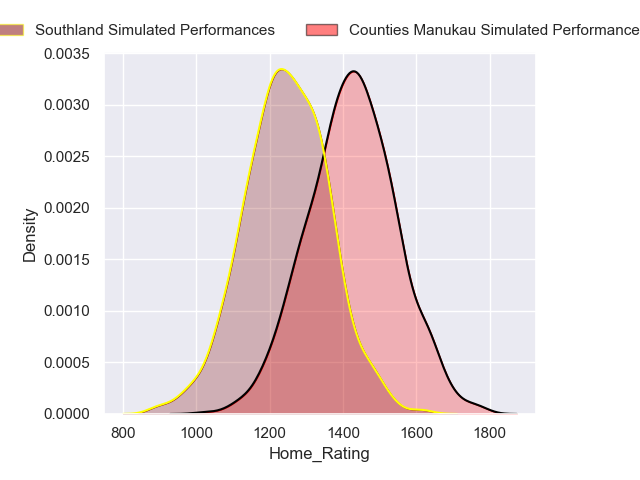 Southland Simulated Performances Counties Manukau Simulated Performance
0.0035
0.0030
0.0025
0.0020
0.0015
0.0010
0.0005
0.0000
Density
800 1000 1200 1400 1600 1800
Home_Rating